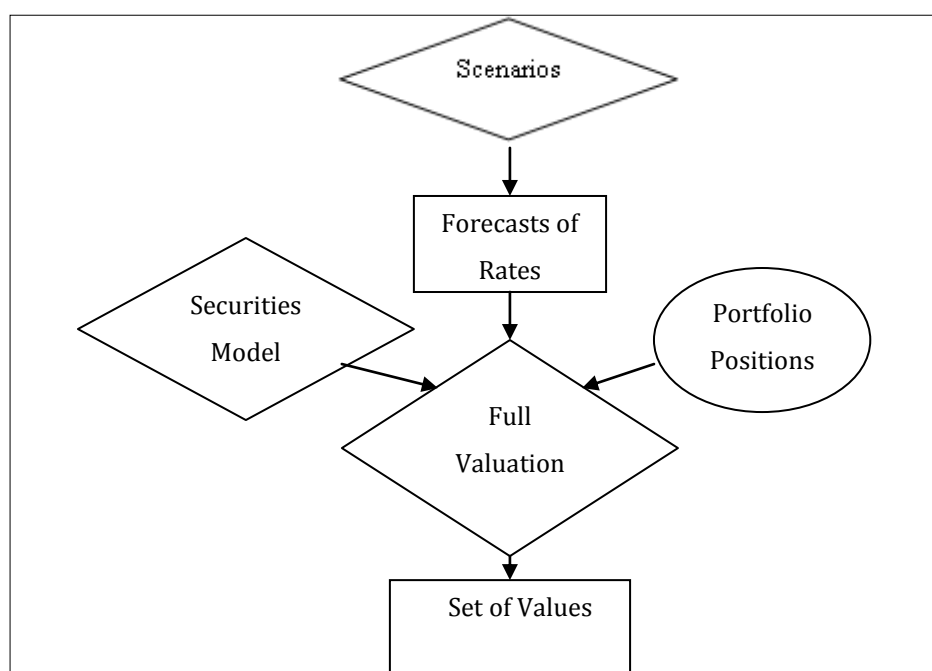 Scenarios
Forecasts of
Rates
Securities
Model
Portfolio
Positions
Full
Valuation
Set of Values